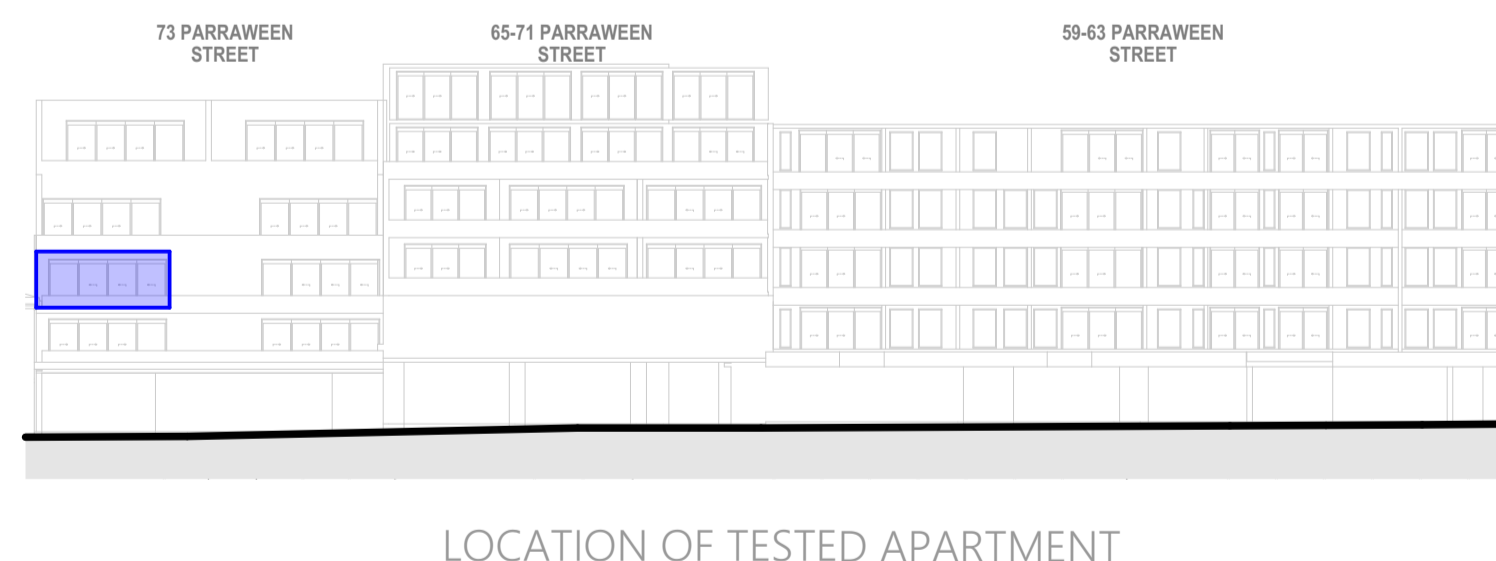 73 PARRAWEEN
STREET
65-71 PARRAWEEN
STREET
59-63 PARRAWEEN
STREET
LOCATION OF TESTED APARTMENT